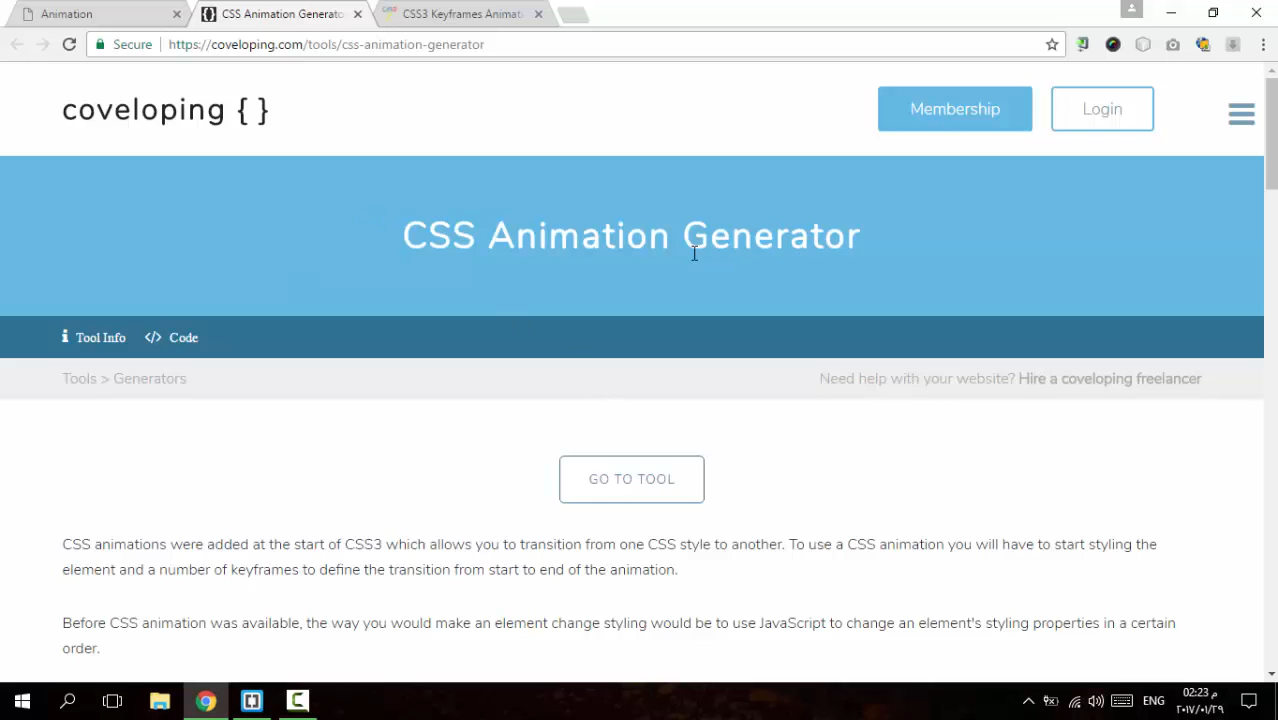 Animation
CSS Animation Generato
CSS3 Keyframes Animati
Secure
https://coveloping.com/tools/css-animation-generator
coveloping { }
Membership
Login
CSS Animation Generator
Tool Info
Code
Tools > Generators
Need help with your website? Hire a coveloping freelancer
GO TO TOOL
CSS animations were added at the start of CSS3 which allows you to transition from one CSS style to another. To use a CSS animation you will have to start styling the
element and a number of keyframes to define the transition from start to end of the animation.
Before CSS animation was available, the way you would make an element change styling would be to use JavaScript to change an element's styling properties in a certain
order.
ENG
02:23 م
٢٠١٧/٠١/٢٩